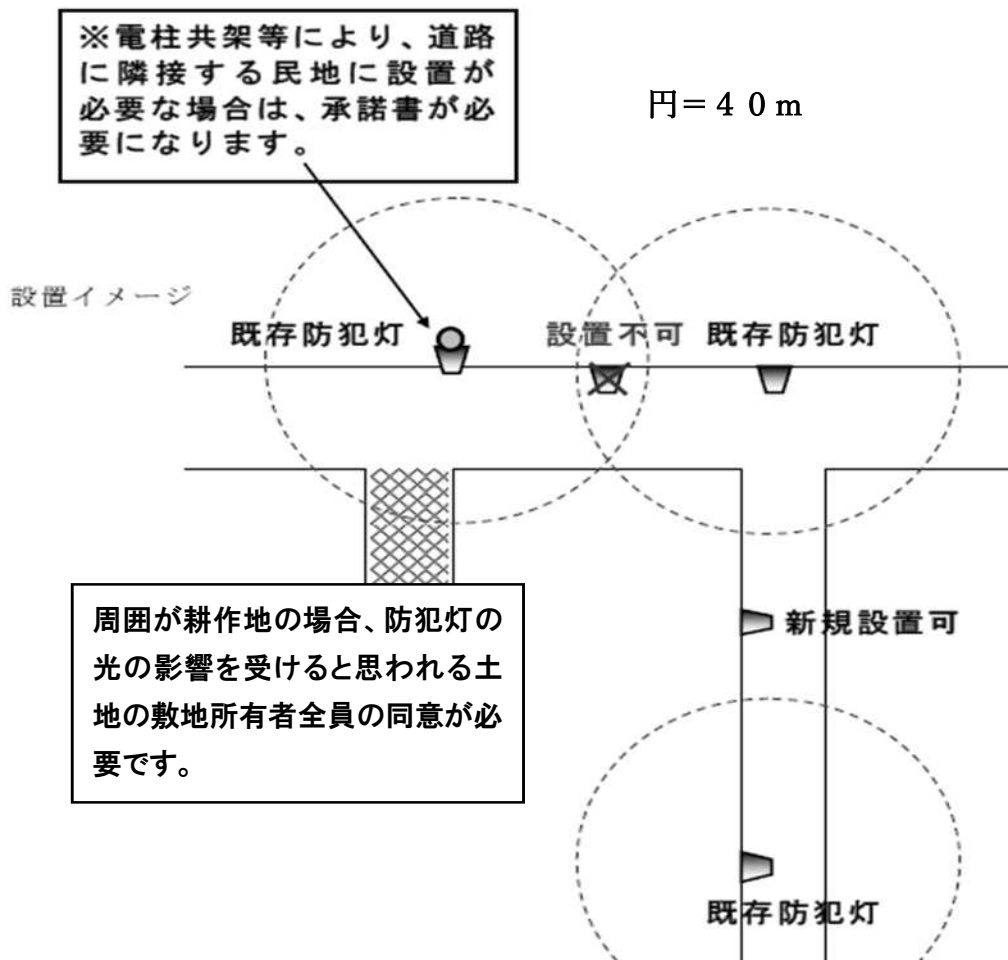 ※電柱共架等により、道路
に隣接する民地に設置が
必要な場合は、承諾書が必
要になります。
円=40m
設置イメージ
既存防犯灯
設置不可
既存防犯灯
新規設置可
周囲が耕作地の場合、防犯灯の
光の影響を受けると思われる土
地の敷地所有者全員の同意が必
要です。
既存防犯灯